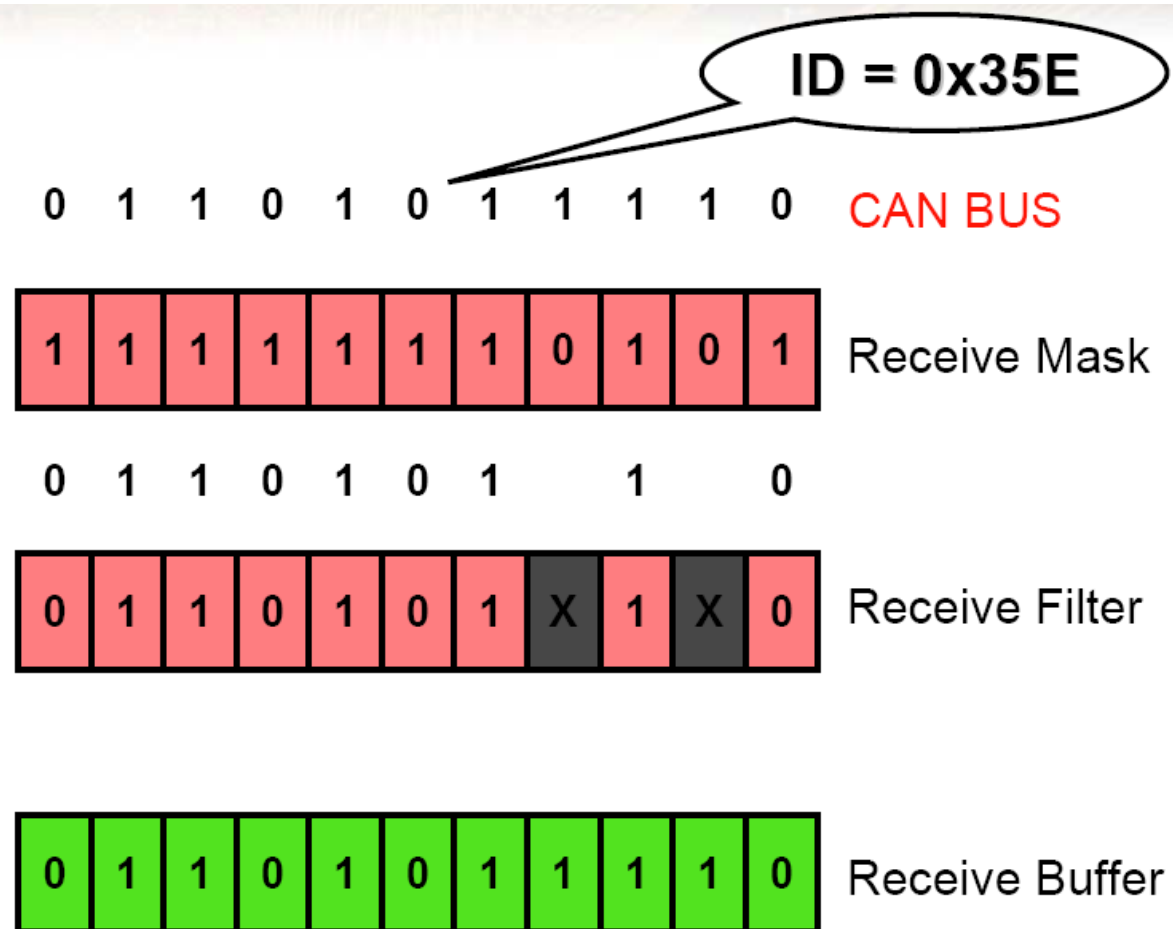 ID = 0x35E
0 1 1 0 1 0 1 1 1 1 0 CAN BUS
1 1 1 1 1 1 1 0 1 0 1 Receive Mask
0 1 1 0 1 0 1 1 0
0 1 1 0 1 0 1 X 1 X 0 Receive Filter
0 1 1 0 1 0 1 1 1 1 0 Receive Buffer